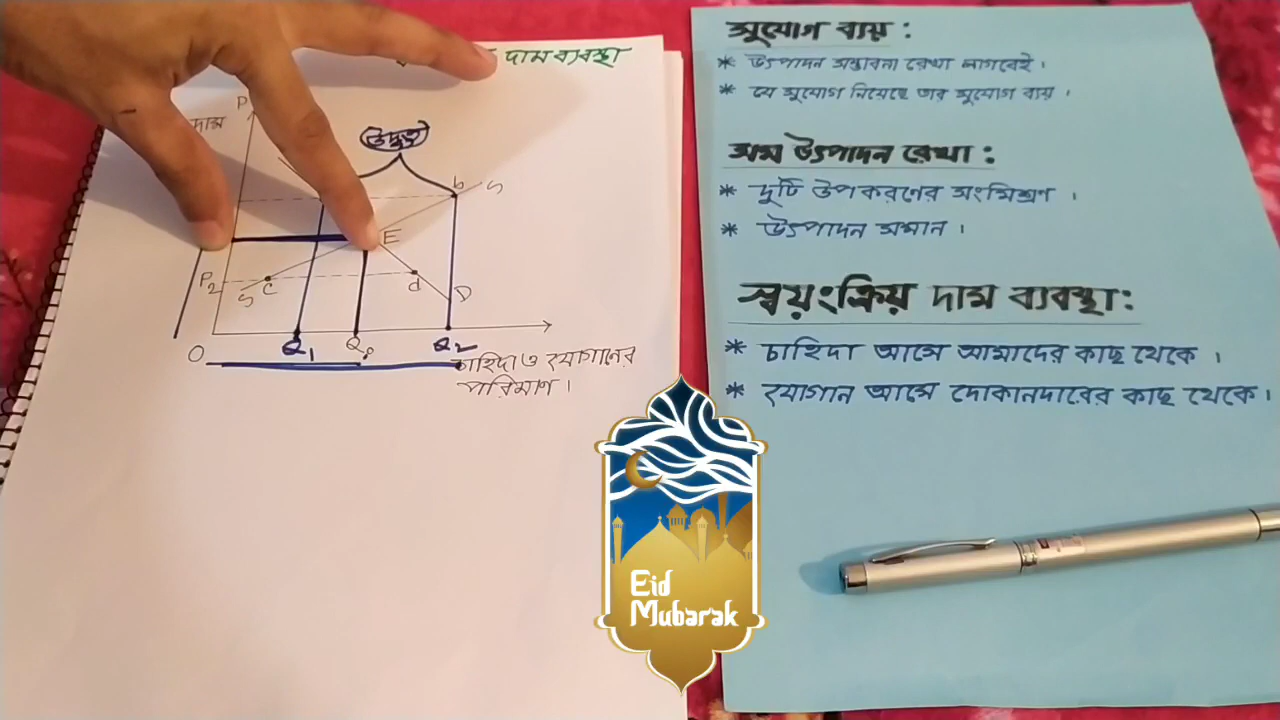 দাম ব্যবস্থা
P
দাম
উদ্বৃত্ত
b
S
E
P₂
S
c
d
D
O
Q₁
Q₀
Q₂
চাহিদা ও যোগানের
পরিমাণ।
সুযোগ ব্যয় :
* উৎপাদন সম্ভাবনা রেখা লাগবেই।
* যে সুযোগ নিয়েছে তার সুযোগ ব্যয়।
সম উৎপাদন রেখা :
* দুটি উপকরণের সংমিশ্রণ।
* উৎপাদন সমান।
স্বয়ংক্রিয় দাম ব্যবস্থা:
* চাহিদা আসে আমাদের কাছ থেকে।
* যোগান আসে দোকানদারের কাছ থেকে।
Eid
Mubarak